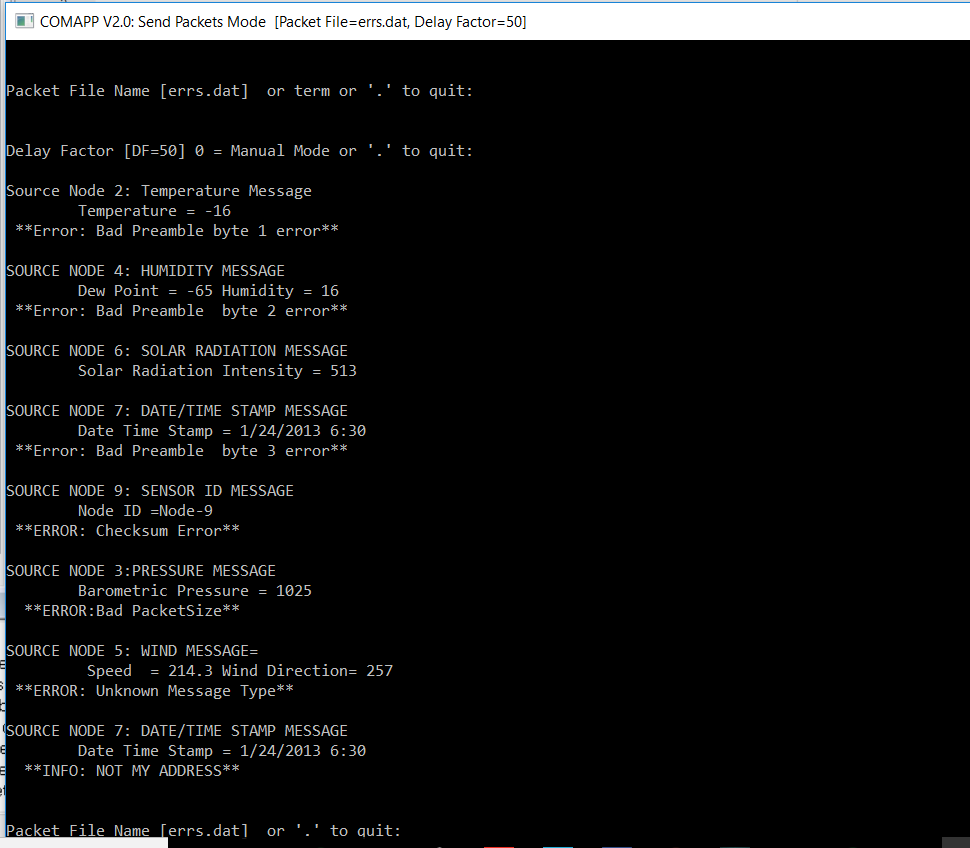 COMAPP V2.0: Send Packets Mode  [Packet File=errs.dat, Delay Factor=50]
Packet File Name [errs.dat]  or term or '.' to quit:
Delay Factor [DF=50] 0 = Manual Mode or '.' to quit:
Source Node 2: Temperature Message
Temperature = -16
**Error: Bad Preamble byte 1 error**
SOURCE NODE 4: HUMIDITY MESSAGE
Dew Point = -65 Humidity = 16
**Error: Bad Preamble  byte 2 error**
SOURCE NODE 6: SOLAR RADIATION MESSAGE
Solar Radiation Intensity = 513
SOURCE NODE 7: DATE/TIME STAMP MESSAGE
Date Time Stamp = 1/24/2013 6:30
**Error: Bad Preamble  byte 3 error**
SOURCE NODE 9: SENSOR ID MESSAGE
Node ID =Node-9
**ERROR: Checksum Error**
SOURCE NODE 3:PRESSURE MESSAGE
Barometric Pressure = 1025
**ERROR:Bad PacketSize**
SOURCE NODE 5: WIND MESSAGE=
Speed  = 214.3 Wind Direction= 257
**ERROR: Unknown Message Type**
SOURCE NODE 7: DATE/TIME STAMP MESSAGE
Date Time Stamp = 1/24/2013 6:30
**INFO: NOT MY ADDRESS**
Packet File Name [errs.dat]  or '.' to quit: